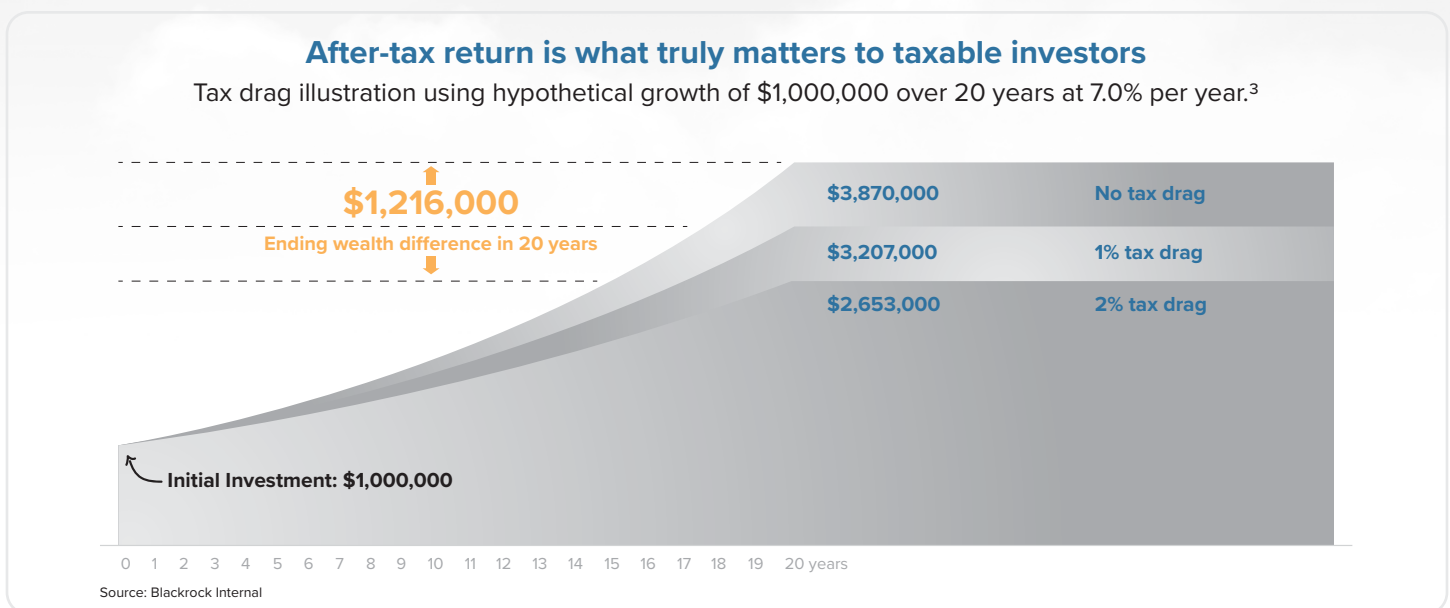 After-tax return is what truly matters to taxable investors
Tax drag illustration using hypothetical growth of $1,000,000 over 20 years at 7.0% per year.³
$1,216,000
Ending wealth difference in 20 years
$3,870,000 No tax drag
$3,207,000 1% tax drag
$2,653,000 2% tax drag
Initial Investment: $1,000,000
0 1 2 3 4 5 6 7 8 9 10 11 12 13 14 15 16 17 18 19 20 years
Source: Blackrock Internal